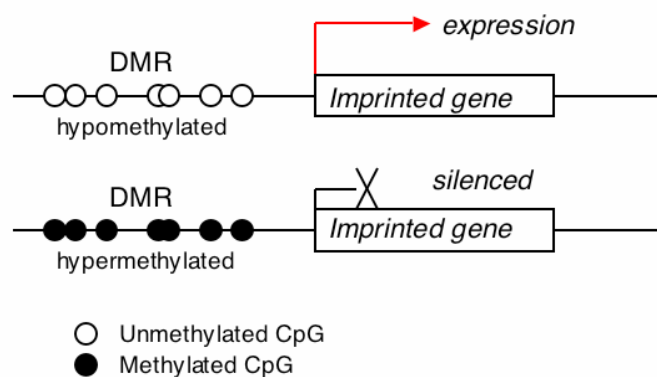 expression
DMR
Imprinted gene
hypomethylated
silenced
DMR
Imprinted gene
hypermethylated
Unmethylated CpG
Methylated CpG